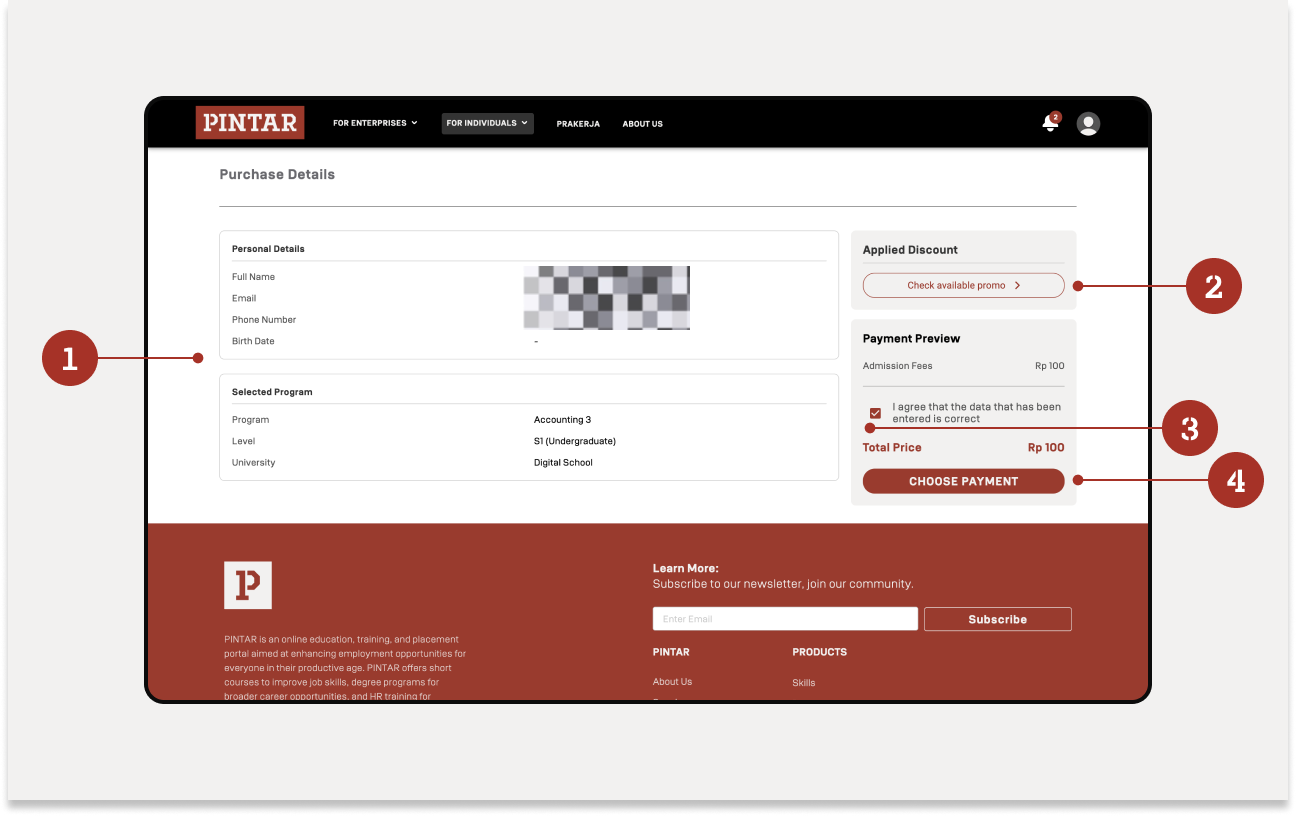 PINTAR
FOR ENTERPRISES
FOR INDIVIDUALS
PRAKERJA
ABOUT US
2
Purchase Details
Personal Details
Full Name
Email
Phone Number
Birth Date
-
Selected Program
Program
Accounting 3
Level
S1 (Undergraduate)
University
Digital School
1
Applied Discount
Check available promo
2
Payment Preview
Admission Fees
Rp 100
I agree that the data that has been
entered is correct
3
Total Price
Rp 100
CHOOSE PAYMENT
4
P
PINTAR is an online education, training, and placement
portal aimed at enhancing employment opportunities for
everyone in their productive age. PINTAR offers short
courses to improve job skills, degree programs for
broader career opportunities, and HR training for
Learn More:
Subscribe to our newsletter, join our community.
Enter Email
Subscribe
PINTAR
PRODUCTS
About Us
Skills